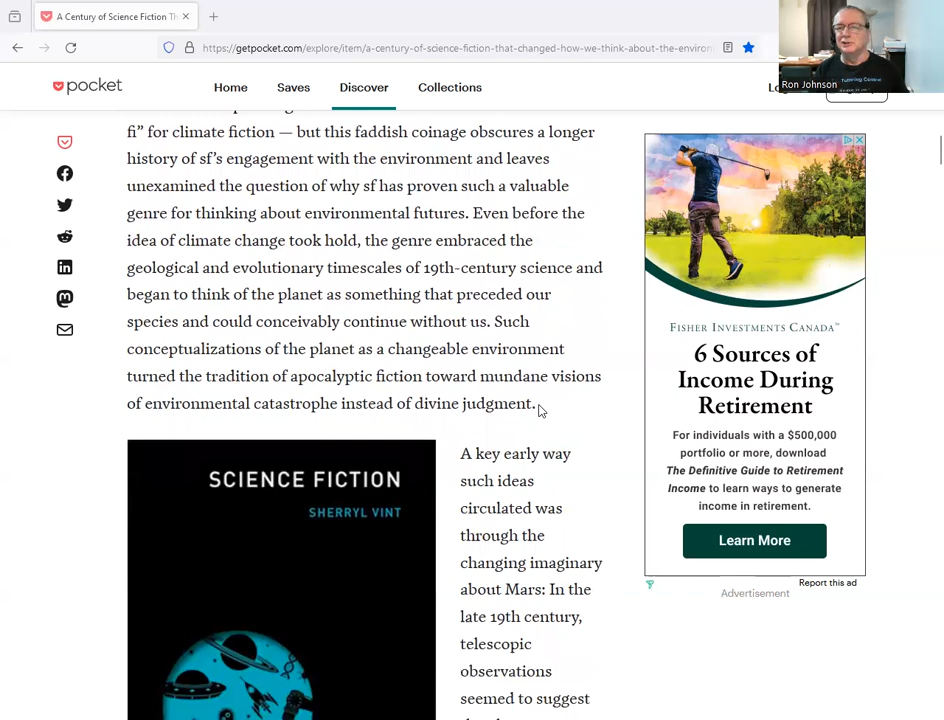 A Century of Science Fiction Th
https://getpocket.com/explore/item/a-century-of-science-fiction-that-changed-how-we-think-about-the-environ
Ron Johnson
pocket
Home
Saves
Discover
Collections
fi” for climate fiction — but this faddish coinage obscures a longer
history of sf’s engagement with the environment and leaves
unexamined the question of why sf has proven such a valuable
genre for thinking about environmental futures. Even before the
idea of climate change took hold, the genre embraced the
geological and evolutionary timescales of 19th-century science and
began to think of the planet as something that preceded our
species and could conceivably continue without us. Such
conceptualizations of the planet as a changeable environment
turned the tradition of apocalyptic fiction toward mundane visions
of environmental catastrophe instead of divine judgment.
SCIENCE FICTION
SHERRYL VINT
A key early way
such ideas
circulated was
through the
changing imaginary
about Mars: In the
late 19th century,
telescopic
observations
seemed to suggest
FISHER INVESTMENTS CANADA™
6 Sources of
Income During
Retirement
For individuals with a $500,000
portfolio or more, download
The Definitive Guide to Retirement
Income to learn ways to generate
income in retirement.
Learn More
Report this ad
Advertisement